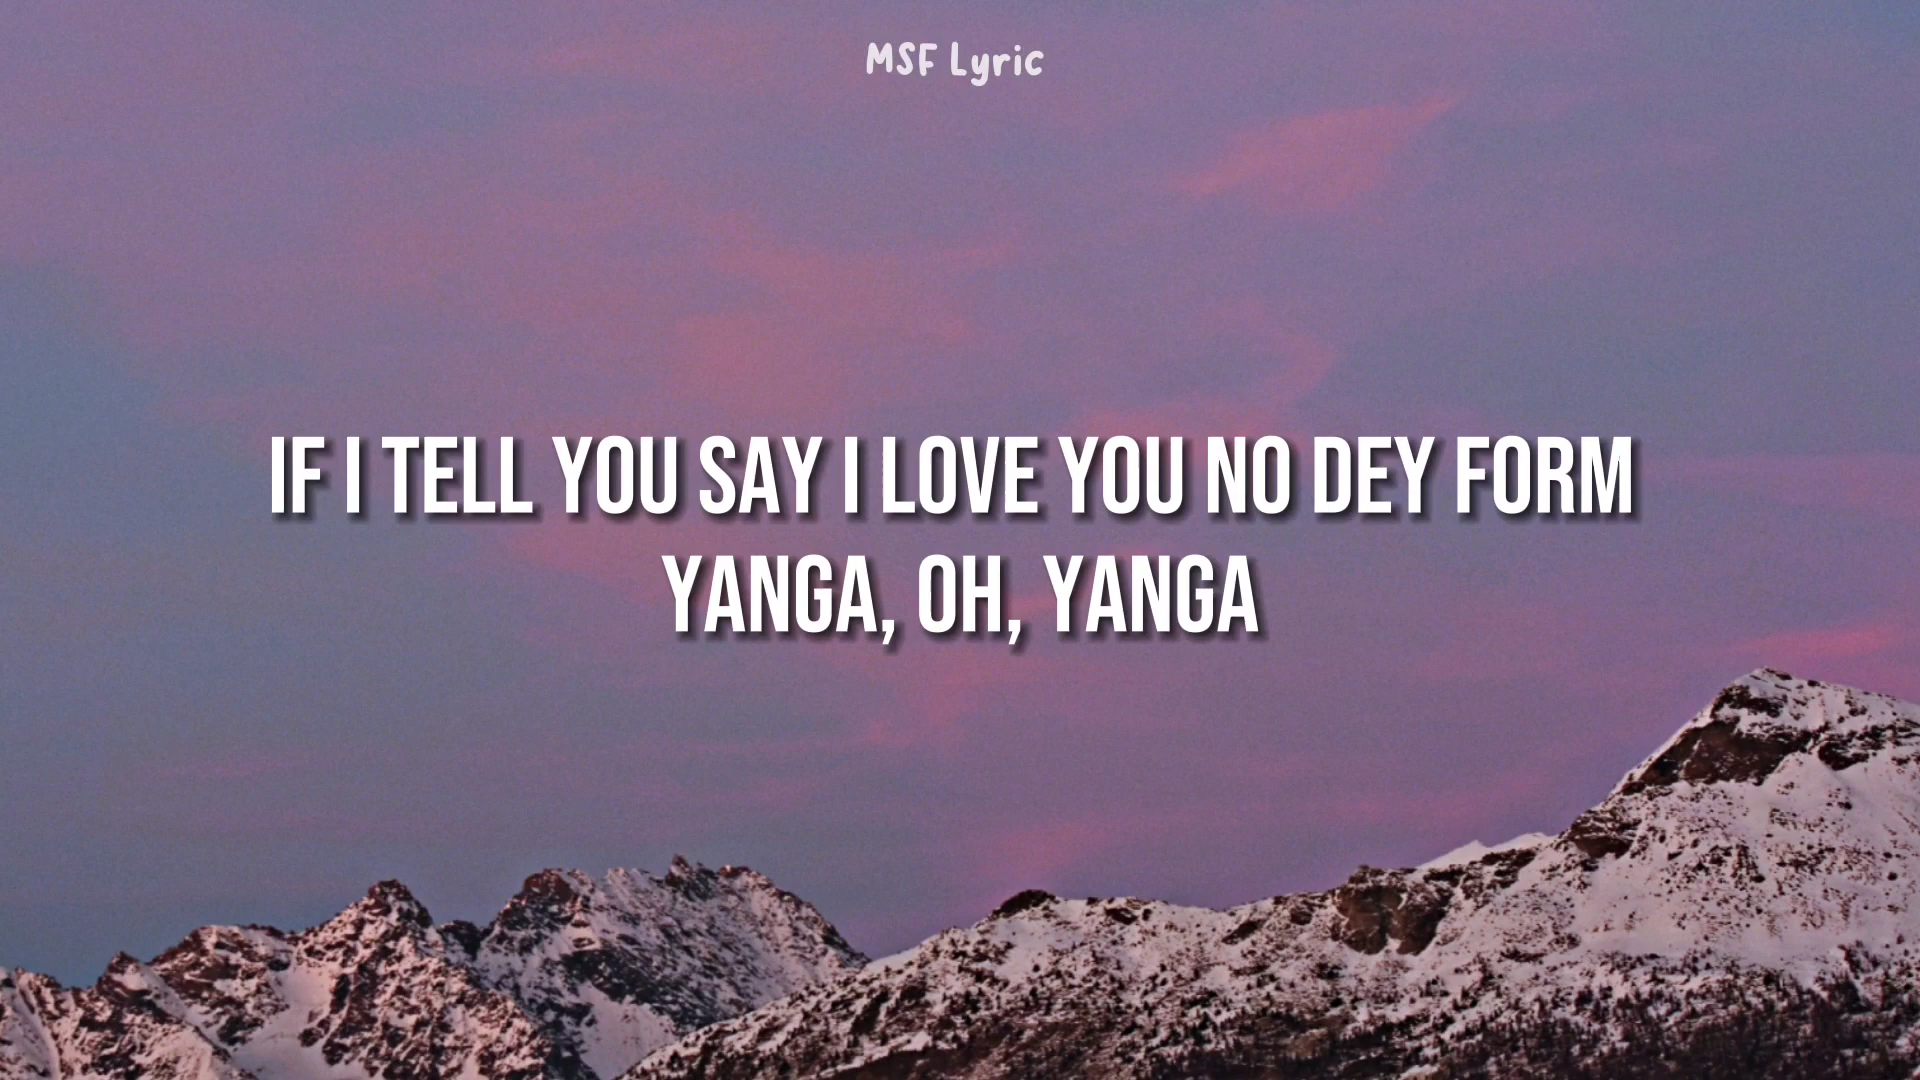 MSF Lyric
IF I TELL YOU SAY I LOVE YOU NO DEY FORM
YANGA, OH, YANGA